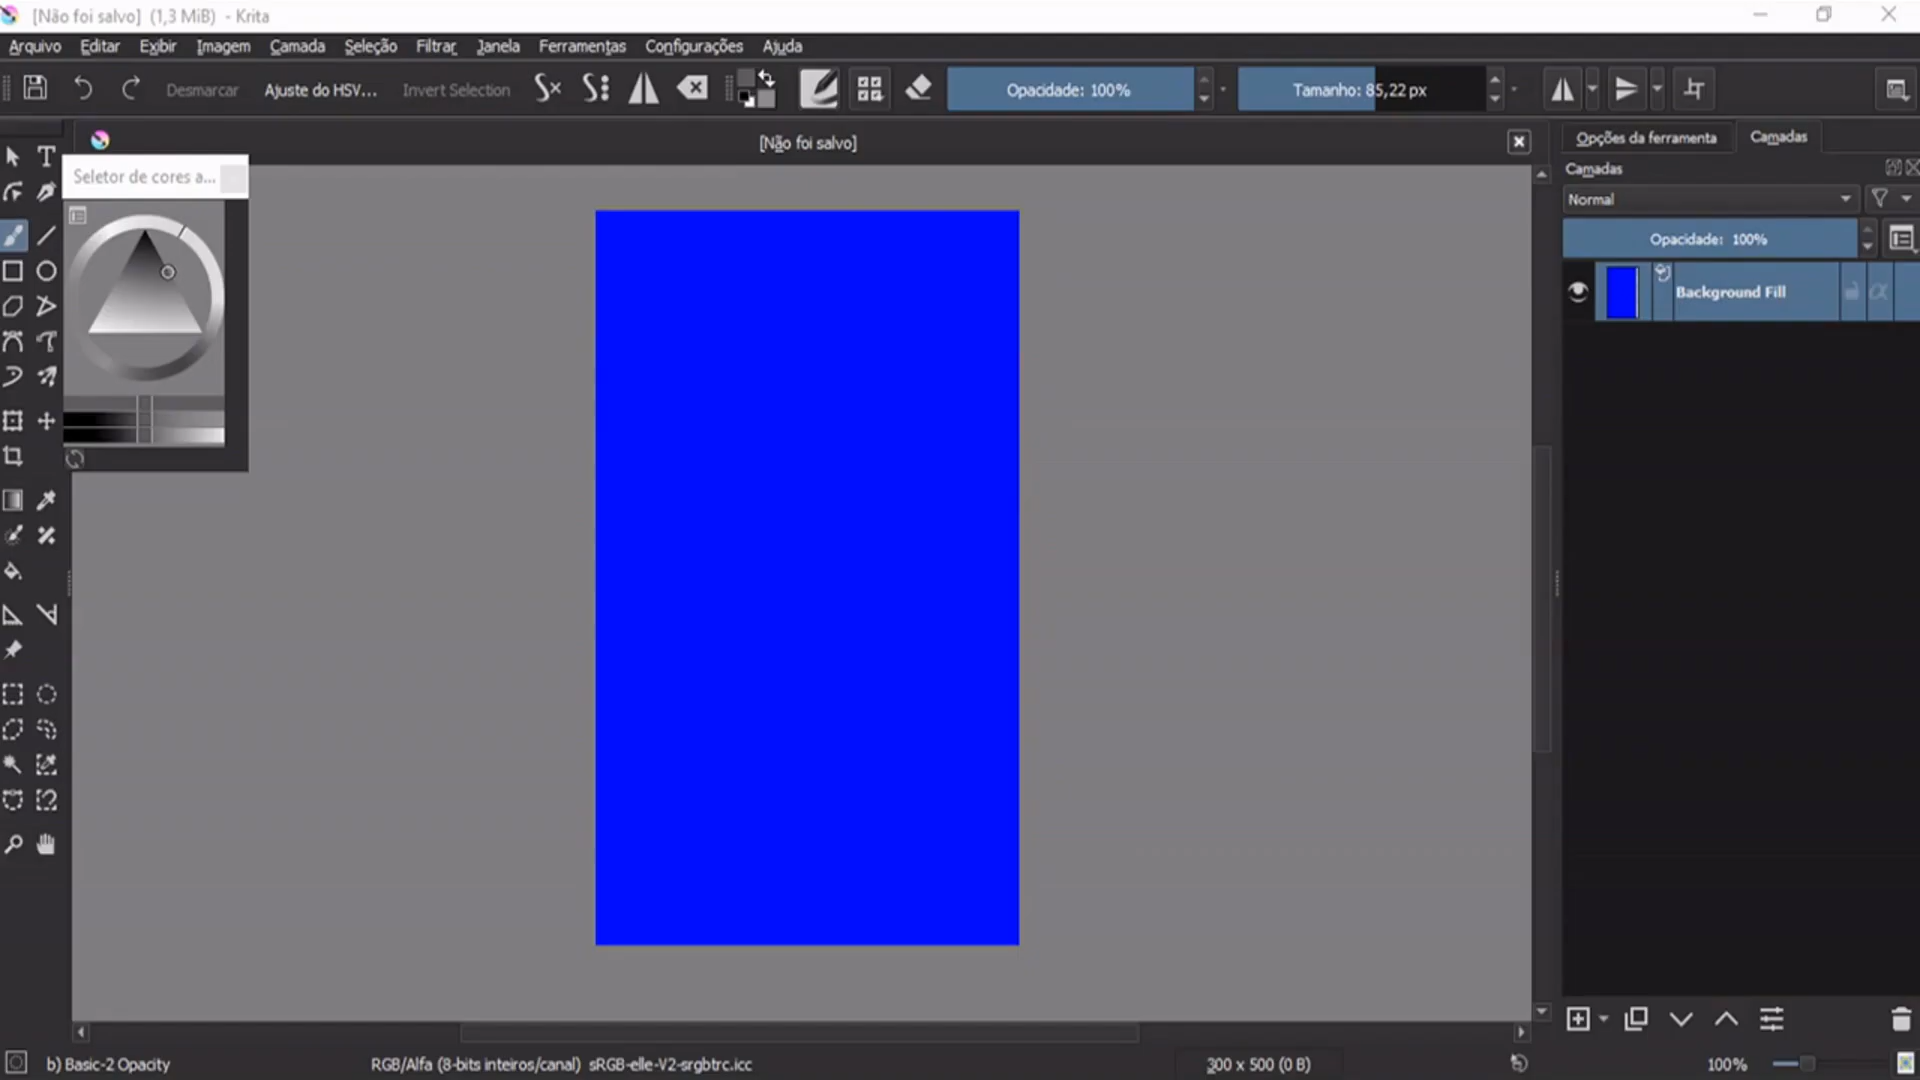 [Não foi salvo] (1,3 MiB) - Krita
Arquivo Editar Exibir Imagem Camada Seleção Filtrar Janela Ferramentas Configurações Ajuda
Desmarcar Ajuste do HSV... Invert Selection Opacidade: 100% Tamanho: 85,22 px
[Não foi salvo]
Opções da ferramenta Camadas
Camadas
Seletor de cores a...
Normal
Opacidade: 100%
Background Fill
b) Basic-2 Opacity RGB/Alfa (8-bits inteiros/canal) sRGB-elle-V2-srgbtrc.icc 300 x 500 (0 B) 100%